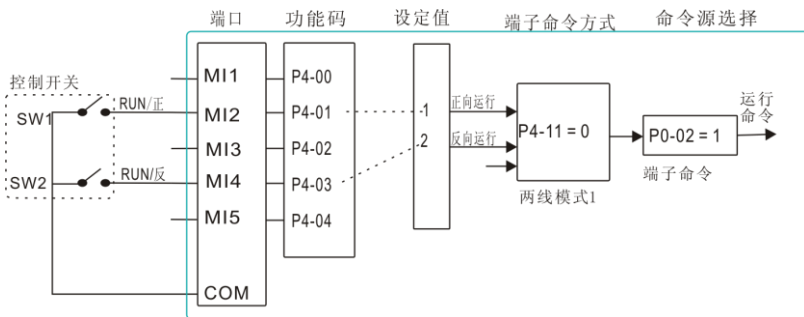 端口 功能码 设定值 端子命令方式 命令源选择
控制开关
MI1 P4-00
SW1 RUN/正 MI2 P4-01 1 正向运行 运行
命令
MI3 P4-02 2 反向运行 P4-11 = 0 P0-02 = 1
SW2 RUN/反 MI4 P4-03 端子命令
两线模式1
MI5 P4-04
COM